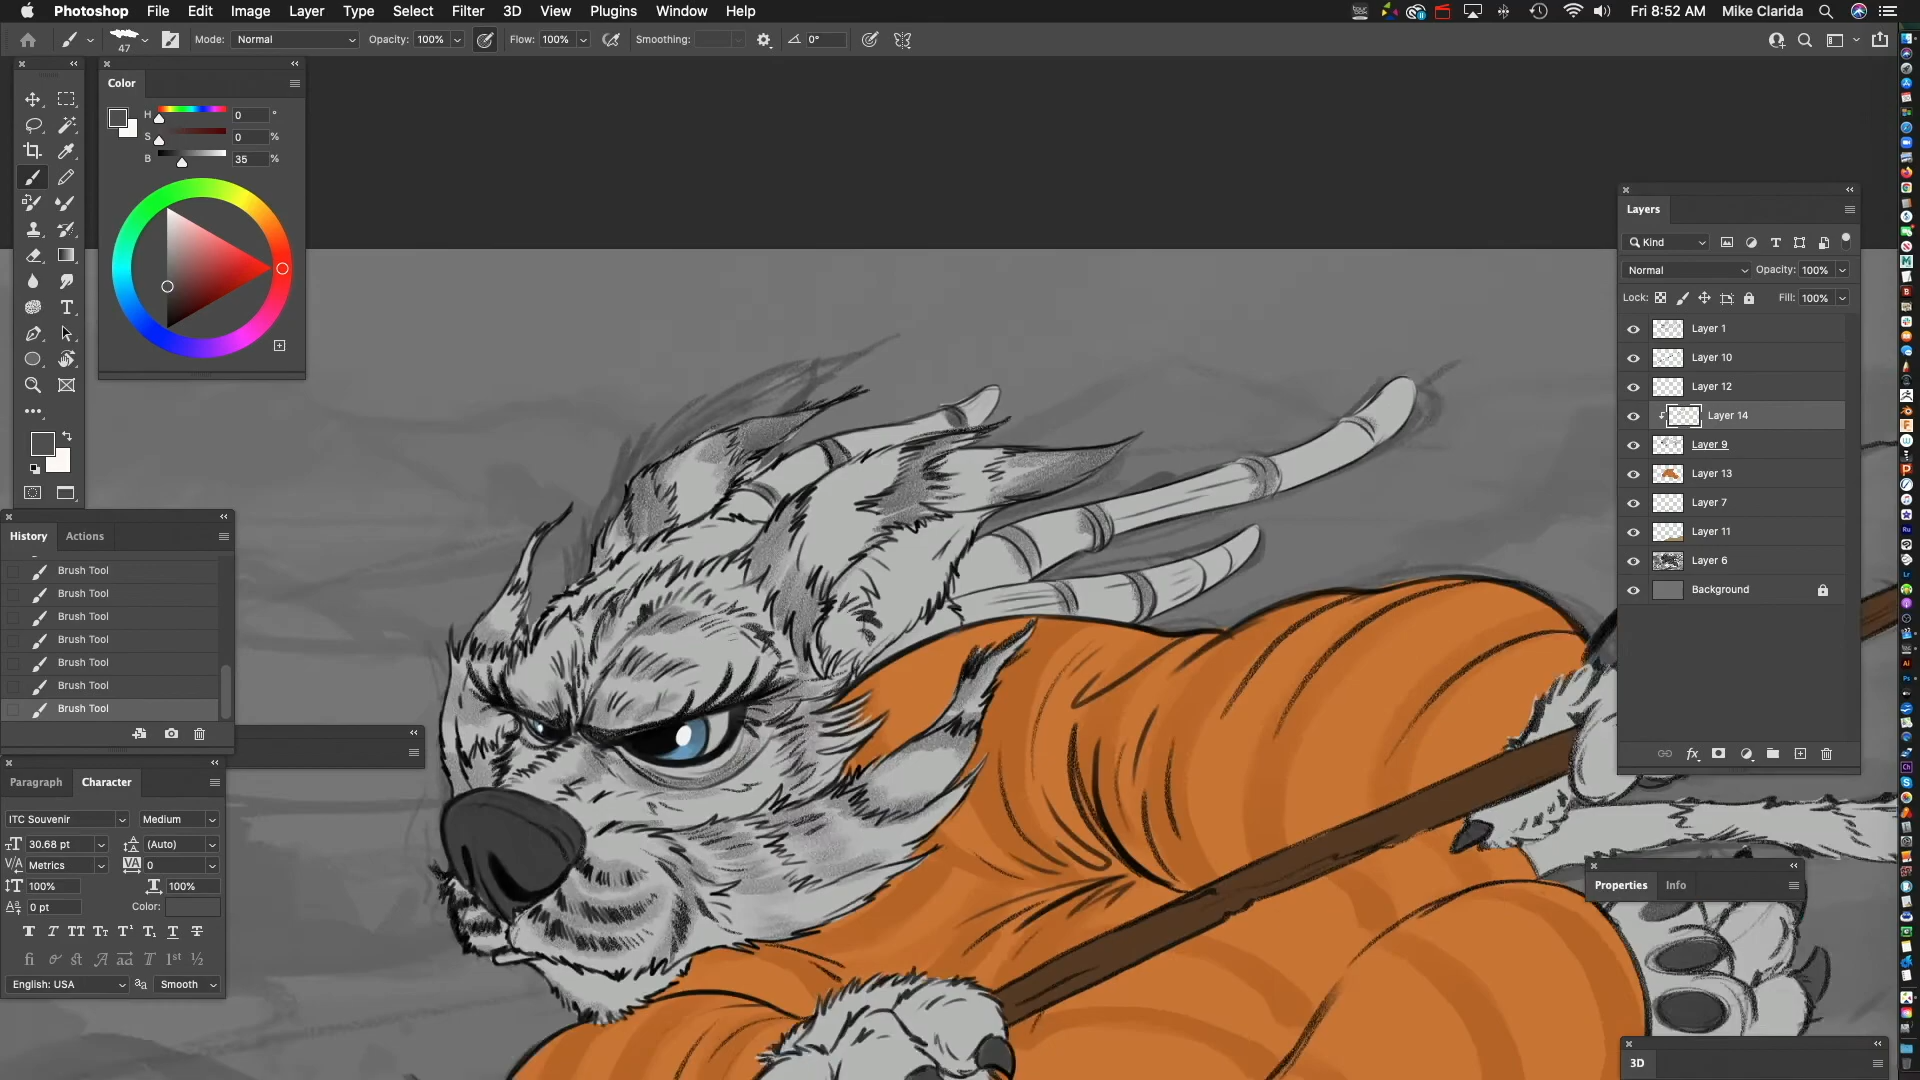 Photoshop File Edit Image Layer Type Select Filter 3D View Plugins Window Help Fri 8:52 AM Mike Clarida
47 Mode: Normal Opacity: 100% Flow: 100% Smoothing: 0°
Color
H 0 °
S 0 %
B 35 %
Layers
Kind
Normal Opacity: 100%
Lock: Fill: 100%
Layer 1
Layer 10
Layer 12
Layer 14
Layer 9
Layer 13
Layer 7
Layer 11
Layer 6
Background
History Actions
Brush Tool
Brush Tool
Brush Tool
Brush Tool
Brush Tool
Brush Tool
Brush Tool
Paragraph Character
ITC Souvenir Medium
30.68 pt (Auto)
Metrics 0
100% 100%
0 pt Color:
English: USA Smooth
Properties Info
3D